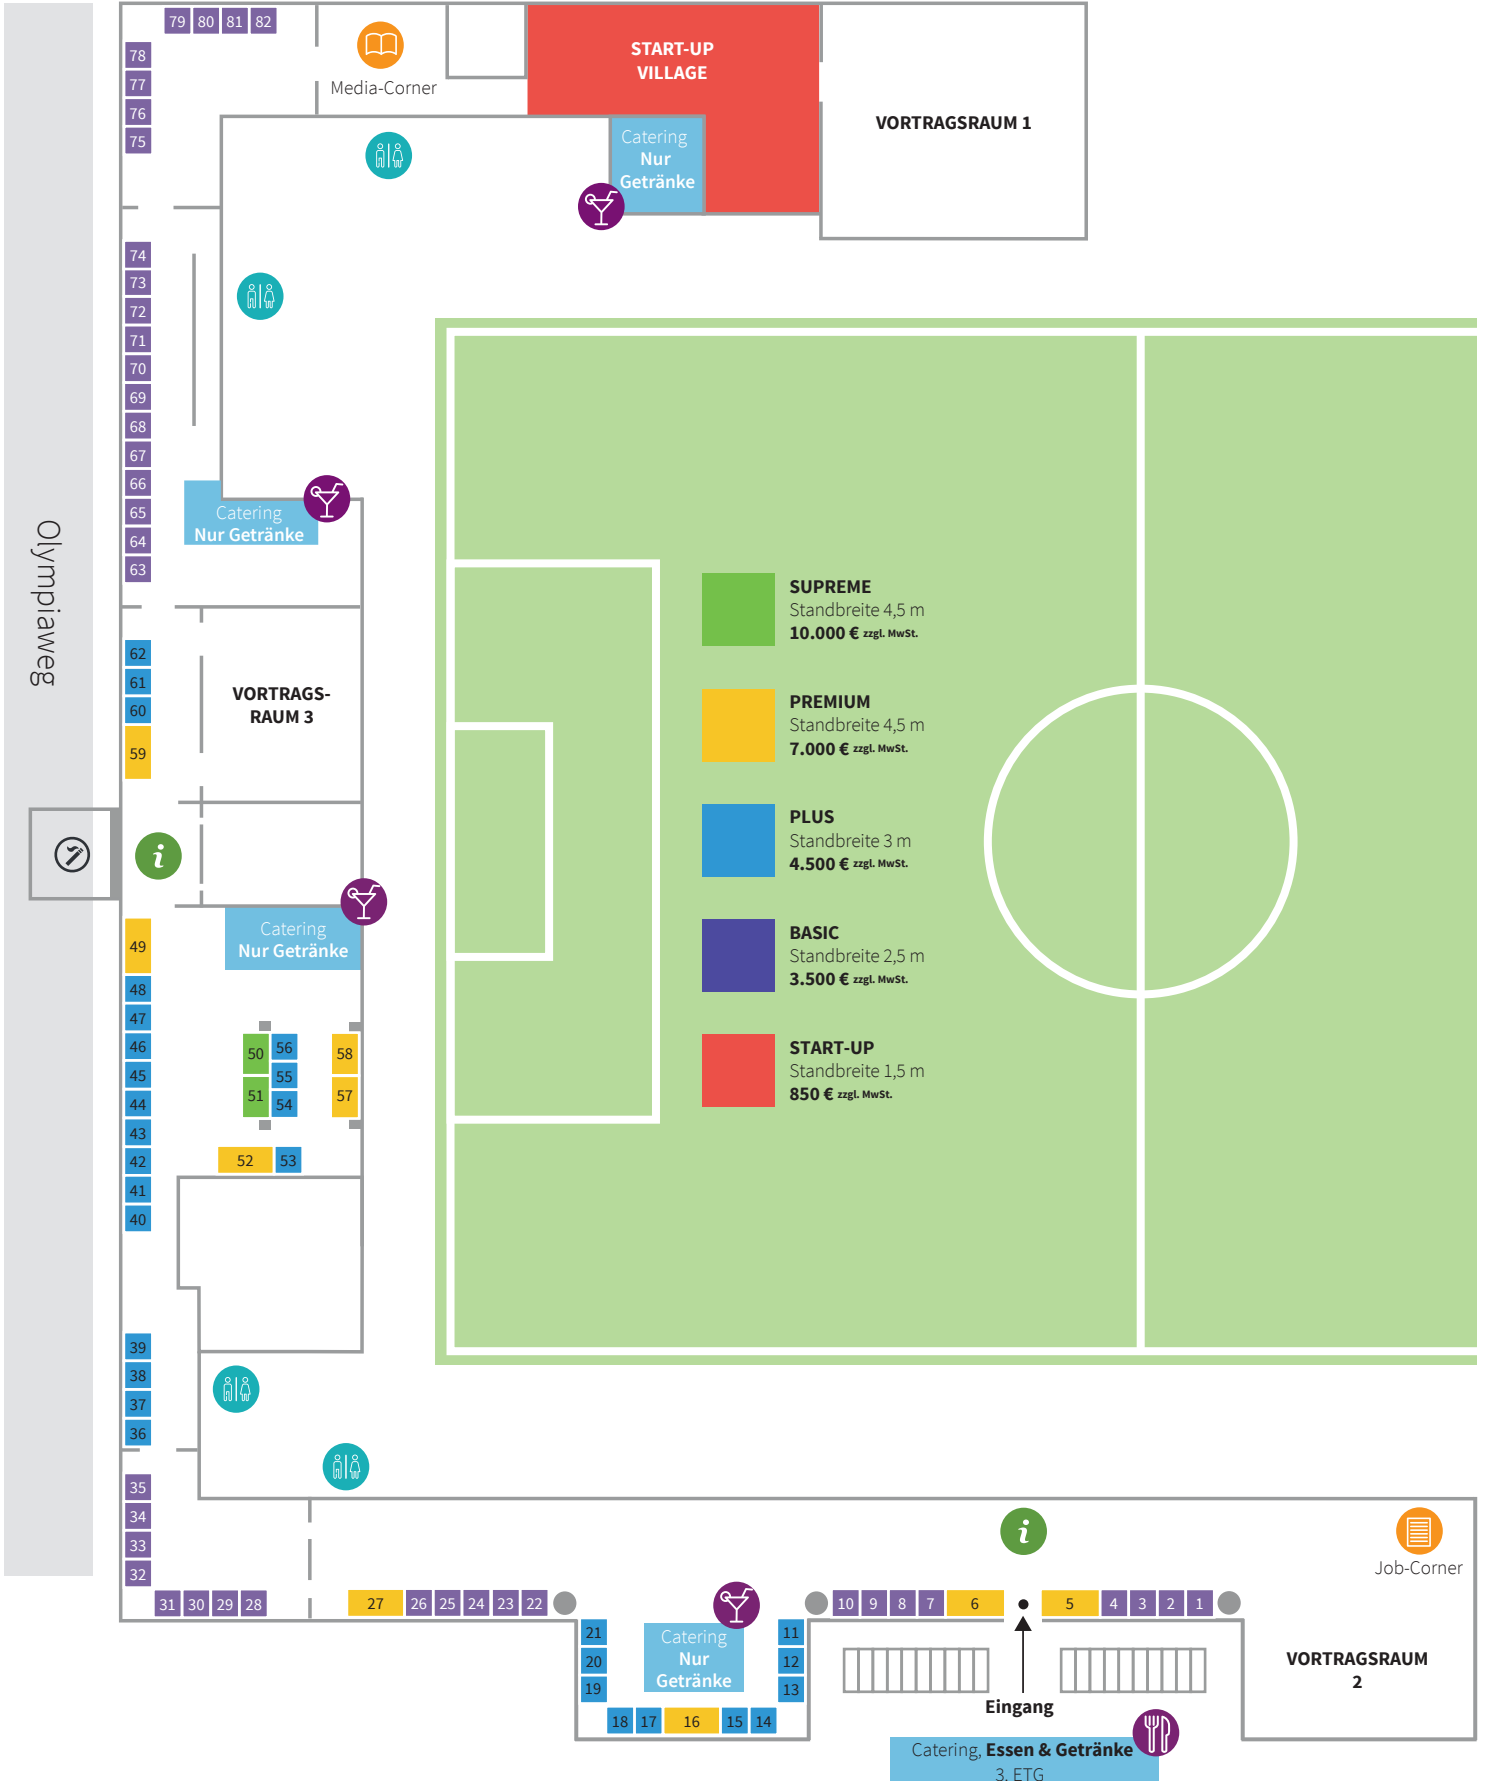 79 80 81 82
78
77
76
75
Media-Corner
START-UP
VILLAGE
Catering
Nur
Getränke
VORTRAGSRAUM 1
74
73
72
71
70
69
68
67
66
65
64
63
Catering
Nur Getränke
Olympiaweg
62
61
60
59
VORTRAGS-
RAUM 3
i
Catering
Nur Getränke
49
48
47
46
45
44
43
42
41
40
50
51
56
55
54
58
57
52 53
SUPREME
Standbreite 4,5 m
10.000 € zzgl. MwSt.
PREMIUM
Standbreite 4,5 m
7.000 € zzgl. MwSt.
PLUS
Standbreite 3 m
4.500 € zzgl. MwSt.
BASIC
Standbreite 2,5 m
3.500 € zzgl. MwSt.
START-UP
Standbreite 1,5 m
850 € zzgl. MwSt.
39
38
37
36
35
34
33
32
31 30 29 28
27 26 25 24 23 22
21
20
19
18 17 16 15 14
11
12
13
Catering
Nur
Getränke
10 9 8 7 6
5 4 3 2 1
i
Eingang
Job-Corner
VORTRAGSRAUM
2
Catering, Essen & Getränke
3. ETG